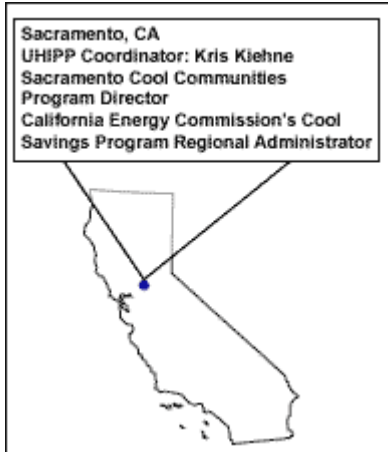 Sacramento, CA
UHIPP Coordinator: Kris Kiehne
Sacramento Cool Communities
Program Director
California Energy Commission's Cool
Savings Program Regional Administrator